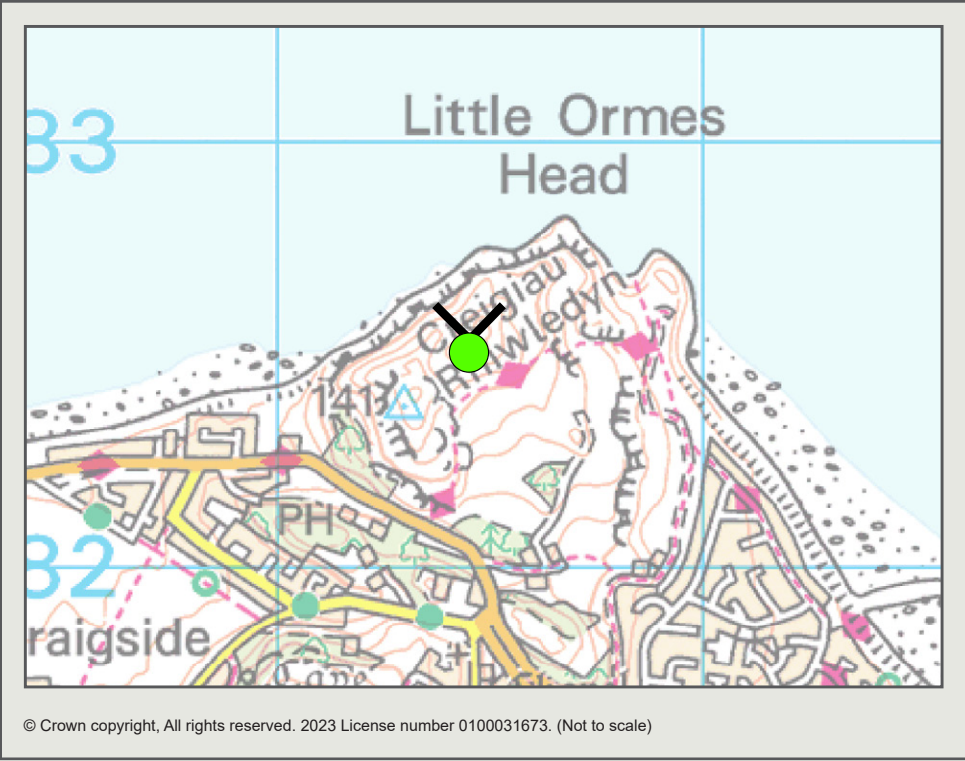 Little Ormes
83
Head
Creigiau
Rhiwledyn
141
PH
82
raigside
© Crown copyright, All rights reserved. 2023 License number 0100031673. (Not to scale)